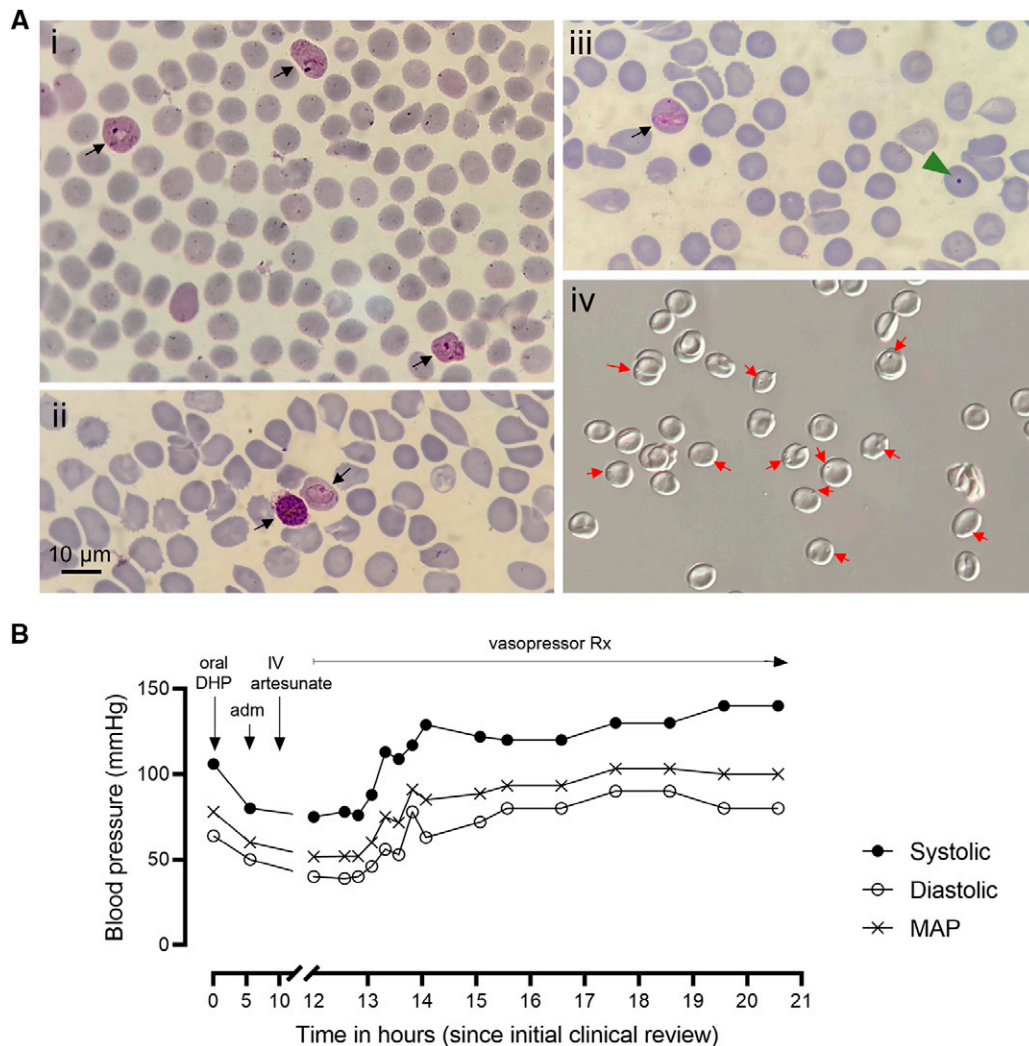 A
i
iii
ii
iv
10 µm
B
vasopressor Rx
oral DHP
adm
IV artesunate
Blood pressure (mmHg)
150
100
50
0
Systolic
Diastolic
MAP
0 5 10 12 13 14 15 16 17 18 19 20 21
Time in hours (since initial clinical review)